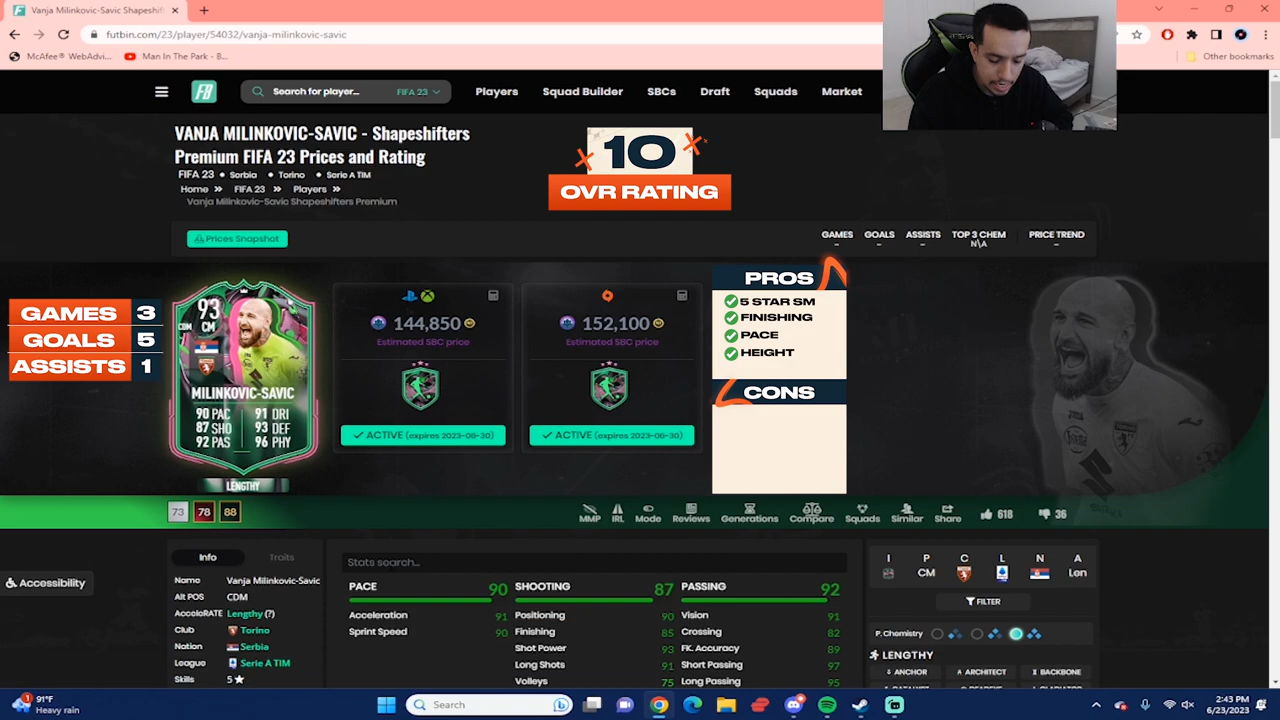 Vanja Milinkovic-Savic Shapeshif
futbin.com/23/player/54032/vanja-milinkovic-savic
McAfee® WebAdvi...
Man In The Park - B...
Other bookmarks
Search for player...
FIFA 23
Players
Squad Builder
SBCs
Draft
Squads
Market
VANJA MILINKOVIC-SAVIC - Shapeshifters
Premium FIFA 23 Prices and Rating
FIFA 23 • Serbia • Torino • Serie A TIM
Home » FIFA 23 » Players »
Vanja Milinkovic-Savic Shapeshifters Premium
10
OVR RATING
Prices Snapshot
GAMES
-
GOALS
-
ASSISTS
-
TOP 3 CHEM
N\A
PRICE TREND
-
GAMES 3
GOALS 5
ASSISTS 1
93
CM
CDM
MILINKOVIC-SAVIC
90 PAC 91 DRI
87 SHO 93 DEF
92 PAS 96 PHY
LENGTHY
144,850
Estimated SBC price
ACTIVE (expires 2023-06-30)
152,100
Estimated SBC price
ACTIVE (expires 2023-06-30)
PROS
5 STAR SM
FINISHING
PACE
HEIGHT
CONS
73 78 88
MMP
IRL
Mode
Reviews
Generations
Compare
Squads
Similar
Share
618
36
Accessibility
Info
Traits
Name Vanja Milinkovic-Savic
Alt POS CDM
AcceleRATE Lengthy (?)
Club Torino
Nation Serbia
League Serie A TIM
Skills 5
Stats search...
PACE 90
Acceleration 91
Sprint Speed 90
SHOOTING 87
Positioning 90
Finishing 85
Shot Power 93
Long Shots 91
Volleys 75
PASSING 92
Vision 91
Crossing 82
FK. Accuracy 89
Short Passing 97
Long Passing 95
I P C L N A
CM Len
FILTER
P. Chemistry
LENGTHY
ANCHOR
ARCHITECT
BACKBONE
91°F
Heavy rain
Search
2:43 PM
6/23/2023